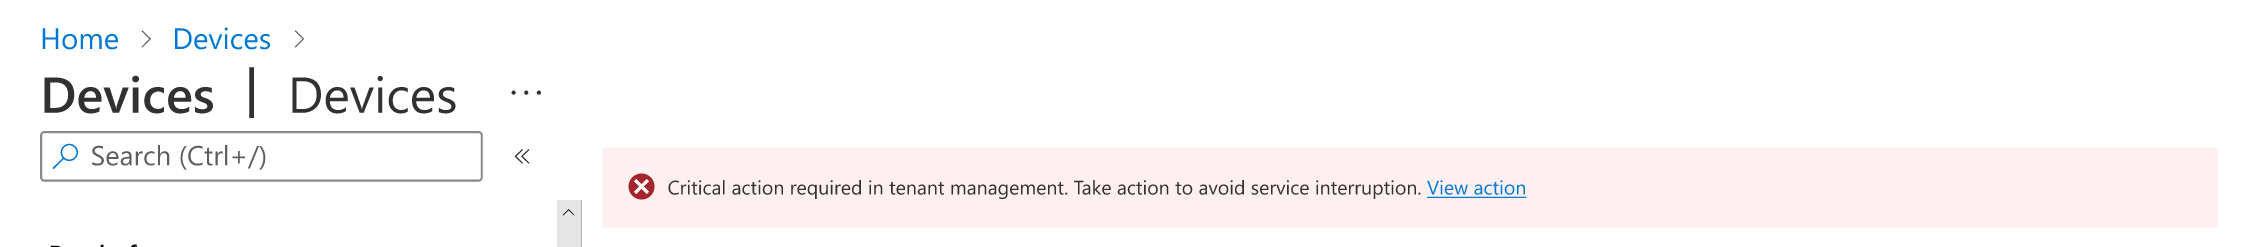 Home > Devices >
Devices | Devices ...
Search (Ctrl+/)
Critical action required in tenant management. Take action to avoid service interruption. View action